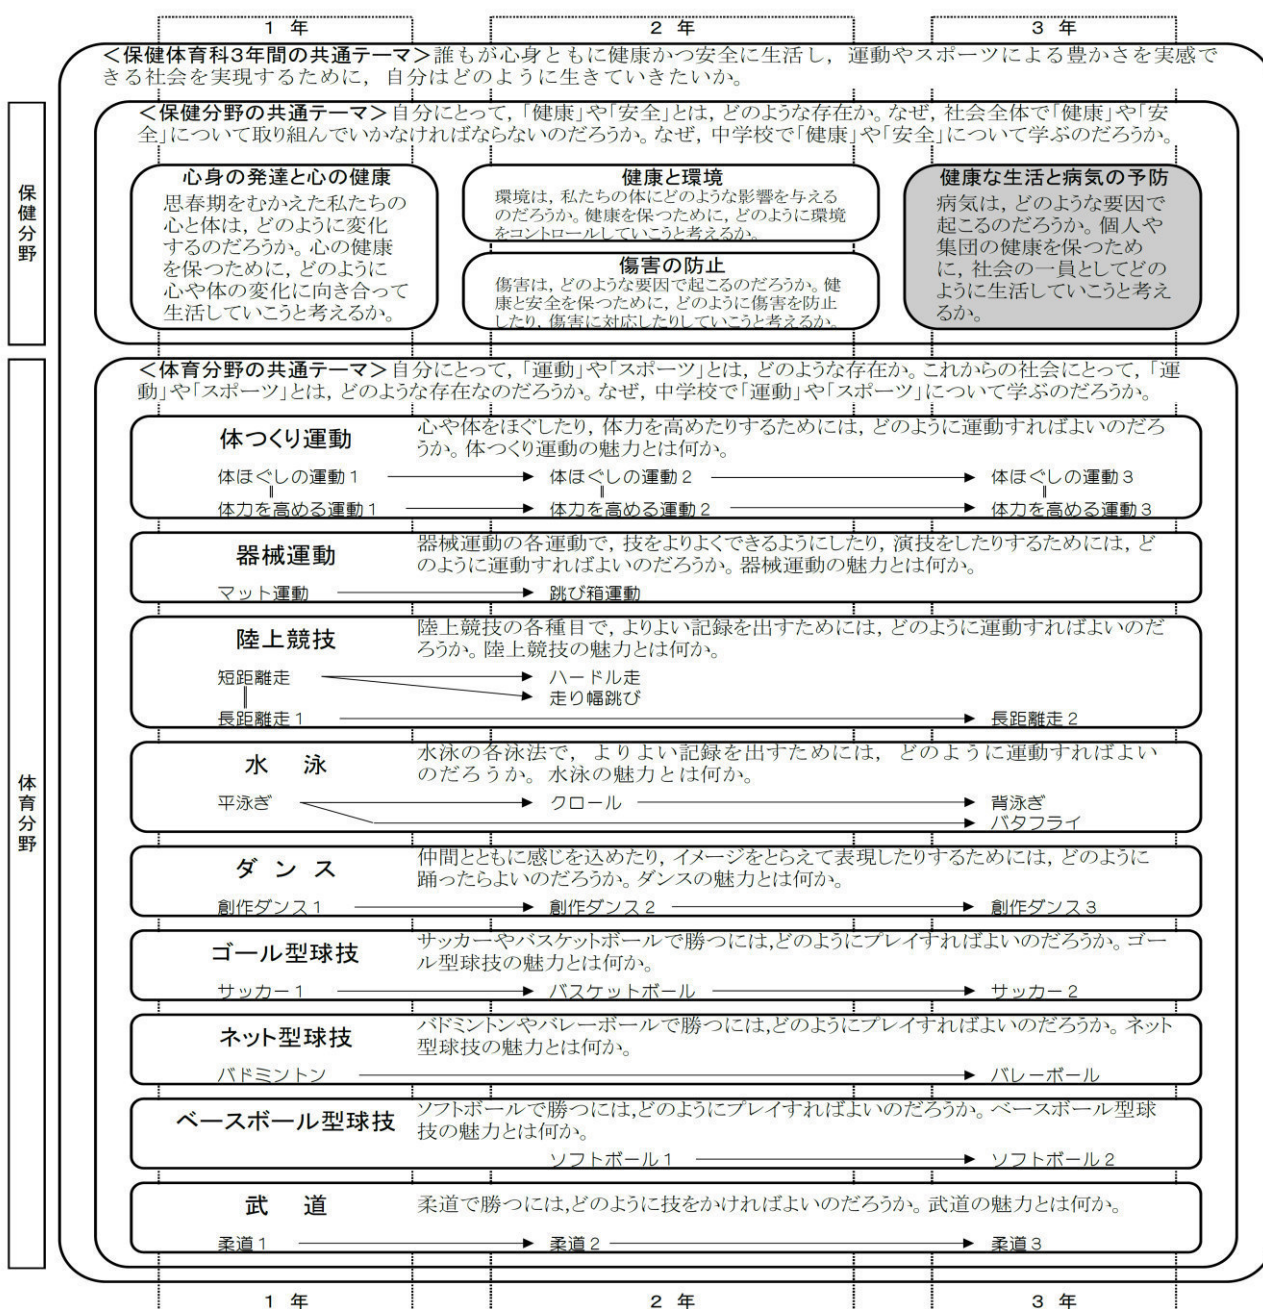 1 年
2 年
3 年
<保健体育科3年間の共通テーマ>誰もが心身ともに健康かつ安全に生活し，運動やスポーツによる豊かさを実感で
きる社会を実現するために，自分はどのように生きていきたいか。
保健分野
<保健分野の共通テーマ>自分にとって，「健康」や「安全」とは，どのような存在か。なぜ，社会全体で「健康」や「安
全」について取り組んでいかなければならないのだろうか。なぜ，中学校で「健康」や「安全」について学ぶのだろうか。
心身の発達と心の健康
思春期をむかえた私たちの
心と体は，どのように変化
するのだろうか。心の健康
を保つために，どのように
心や体の変化に向き合って
生活していこうと考えるか。
健康と環境
環境は，私たちの体にどのような影響を与える
のだろうか。健康を保つために，どのように環境
をコントロールしていこうと考えるか。
傷害の防止
傷害は，どのような要因で起こるのだろうか。健
康と安全を保つために，どのように傷害を防止
したり，傷害に対応したりしていこうと考えるか。
健康な生活と病気の予防
病気は，どのような要因で
起こるのだろうか。個人や
集団の健康を保つため
に，社会の一員としてどの
ように生活していこうと考え
るか。
体育分野
<体育分野の共通テーマ>自分にとって，「運動」や「スポーツ」とは，どのような存在か。これからの社会にとって，「運
動」や「スポーツ」とは，どのような存在なのだろうか。なぜ，中学校で「運動」や「スポーツ」について学ぶのだろうか。
体つくり運動
心や体をほぐしたり，体力を高めたりするためには，どのように運動すればよいのだろ
うか。体つくり運動の魅力とは何か。
体ほぐしの運動1
体ほぐしの運動2
体ほぐしの運動3
体力を高める運動1
体力を高める運動2
体力を高める運動3
器械運動
器械運動の各運動で，技をよりよくできるようにしたり，演技をしたりするためには，ど
のように運動すればよいのだろうか。器械運動の魅力とは何か。
マット運動
跳び箱運動
陸上競技
陸上競技の各種目で，よりよい記録を出すためには，どのように運動すればよいのだ
ろうか。陸上競技の魅力とは何か。
短距離走
ハードル走
走り幅跳び
長距離走1
長距離走2
水 泳
水泳の各泳法で，よりよい記録を出すためには，どのように運動すればよい
のだろうか。水泳の魅力とは何か。
平泳ぎ
クロール
背泳ぎ
バタフライ
ダ ン ス
仲間とともに感じを込めたり，イメージをとらえて表現したりするためには，どのように
踊ったらよいのだろうか。ダンスの魅力とは何か。
創作ダンス1
創作ダンス2
創作ダンス3
ゴール型球技
サッカーやバスケットボールで勝つには，どのようにプレイすればよいのだろうか。ゴー
ル型球技の魅力とは何か。
サッカー1
バスケットボール
サッカー2
ネット型球技
バドミントンやバレーボールで勝つには，どのようにプレイすればよいのだろうか。ネット
型球技の魅力とは何か。
バドミントン
バレーボール
ベースボール型球技
ソフトボールで勝つには，どのようにプレイすればよいのだろうか。ベースボール型球
技の魅力とは何か。
ソフトボール1
ソフトボール2
武 道
柔道で勝つには，どのように技をかければよいのだろうか。武道の魅力とは何か。
柔道1
柔道2
柔道3
1 年
2 年
3 年